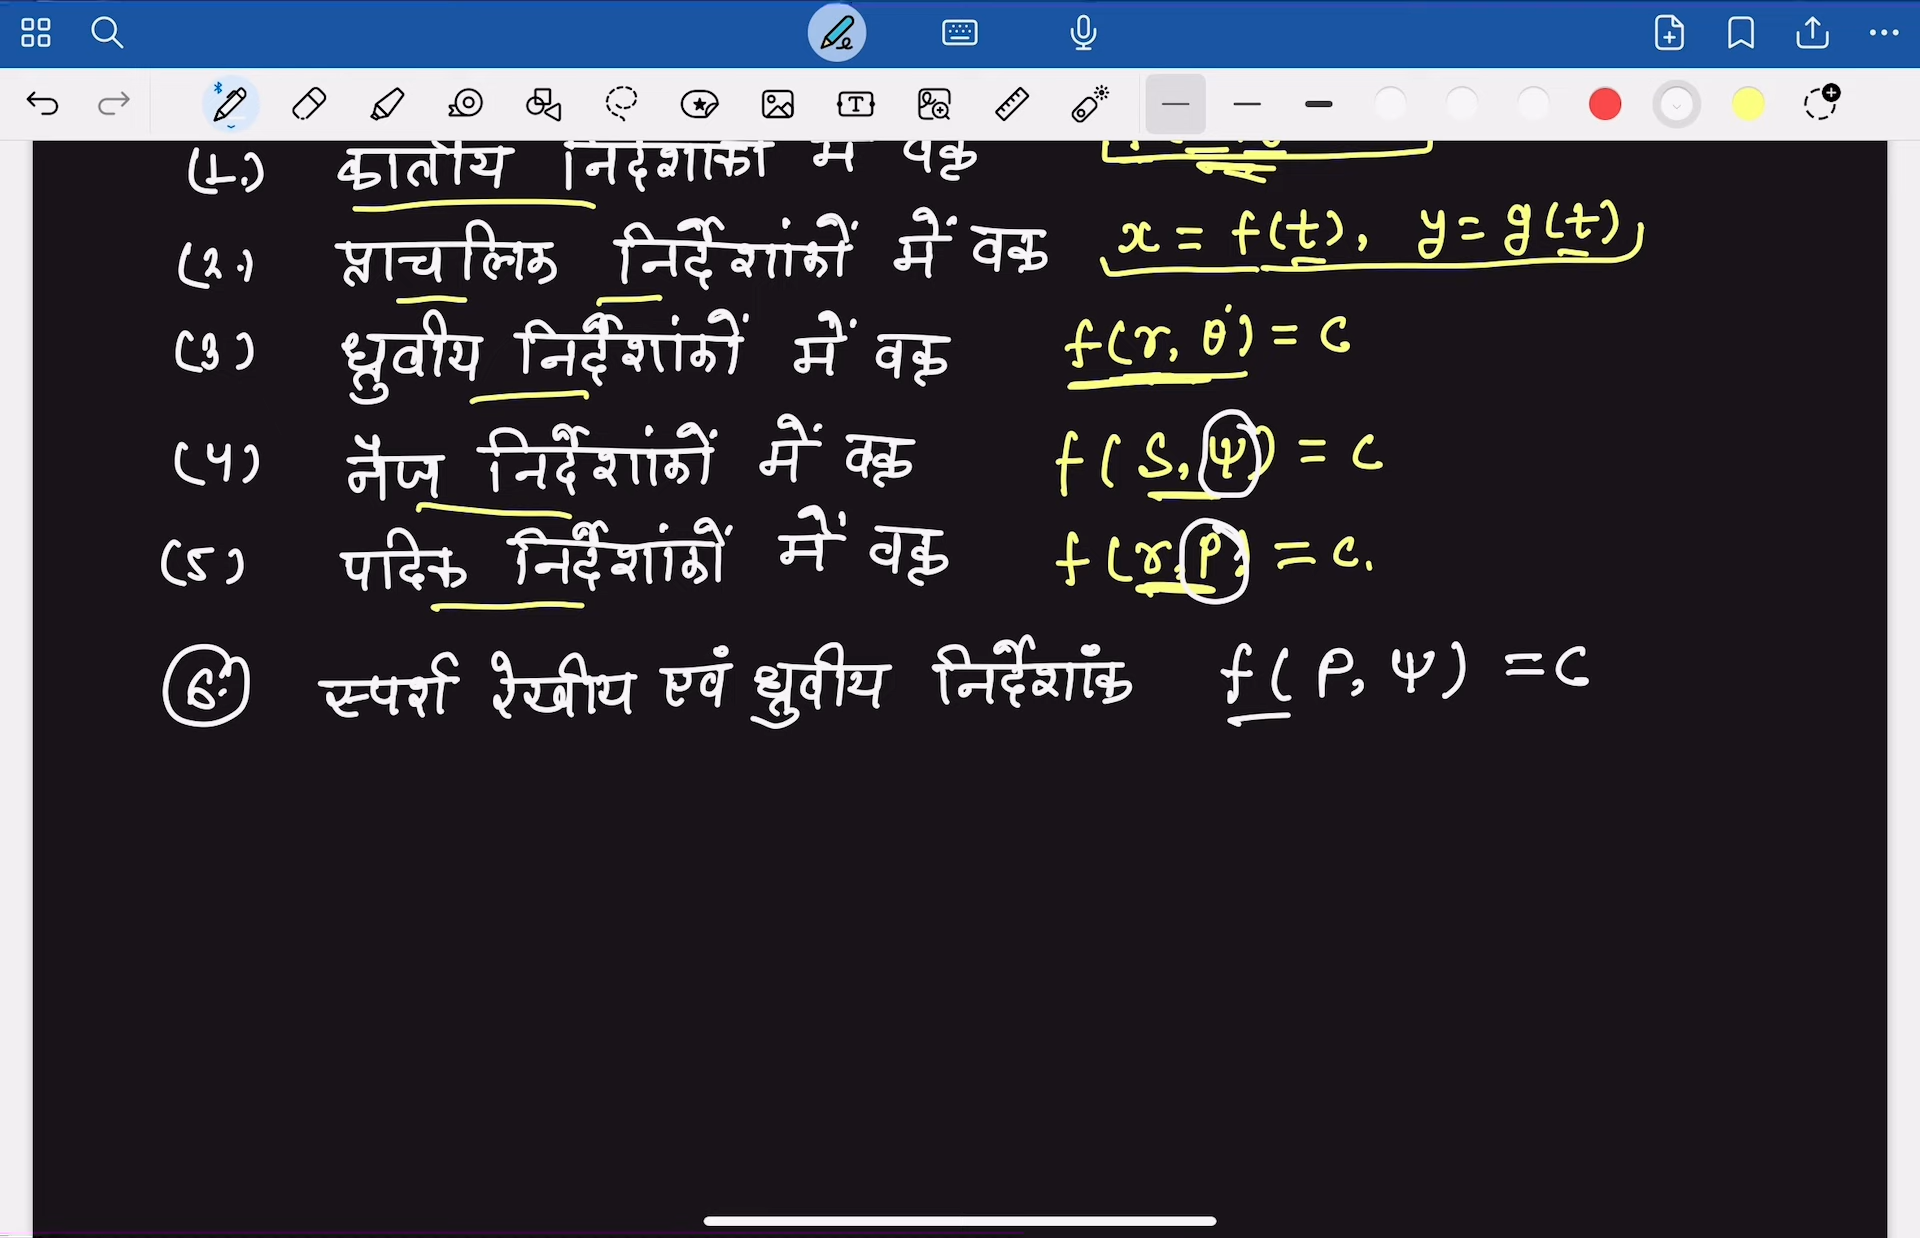 (1.) कार्तीय निर्देशांकों में वक्र
(2.) प्राचलिक निर्देशांकों में वक्र x = f(t), y = g(t),
(3) ध्रुवीय निर्देशांकों में वक्र f(r, θ) = C
(4) नैज निर्देशांकों में वक्र f(S, ψ) = C
(5) पदिक निर्देशांकों में वक्र f(r, p) = C.
6. स्पर्श रेखीय एवं ध्रुवीय निर्देशांक f(P, ψ) = C